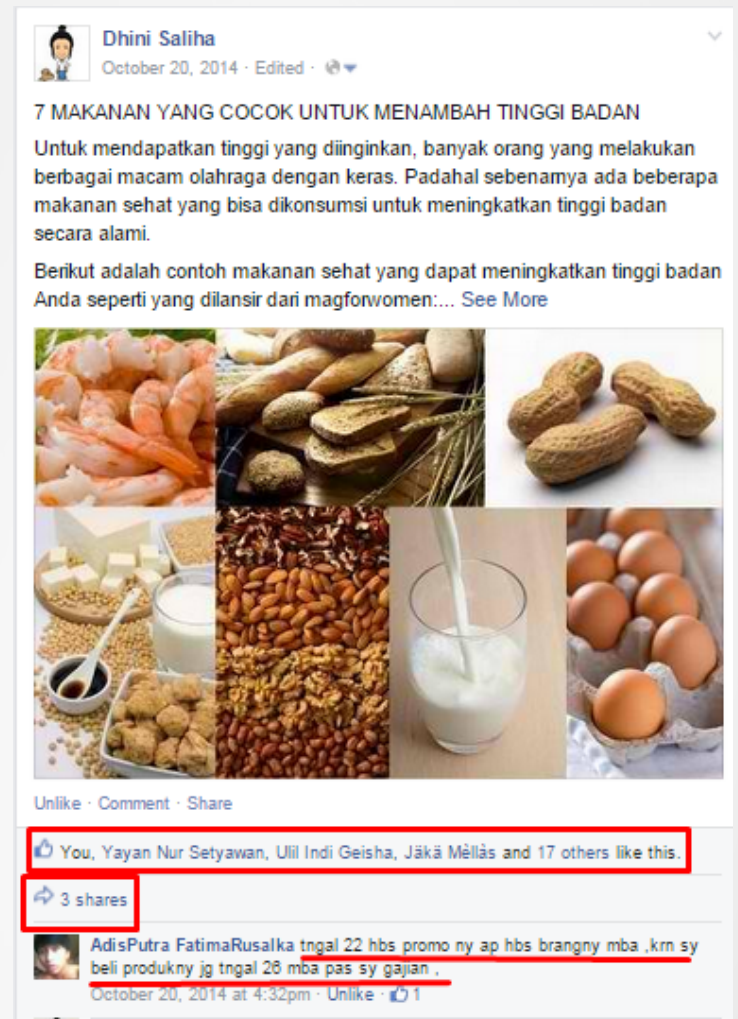 Dhini Saliha
October 20, 2014 · Edited ·
7 MAKANAN YANG COCOK UNTUK MENAMBAH TINGGI BADAN
Untuk mendapatkan tinggi yang diinginkan, banyak orang yang melakukan
berbagai macam olahraga dengan keras. Padahal sebenarnya ada beberapa
makanan sehat yang bisa dikonsumsi untuk meningkatkan tinggi badan
secara alami.
Berikut adalah contoh makanan sehat yang dapat meningkatkan tinggi badan
Anda seperti yang dilansir dari magforwomen:... See More
Unlike · Comment · Share
You, Yayan Nur Setyawan, Ulil Indi Geisha, Jäkä Mèllàs and 17 others like this.
3 shares
AdisPutra FatimaRusalka tngal 22 hbs promo ny ap hbs brangny mba ,krn sy
beli produkny jg tngal 26 mba pas sy gajian ,
October 20, 2014 at 4:32pm · Unlike · 1